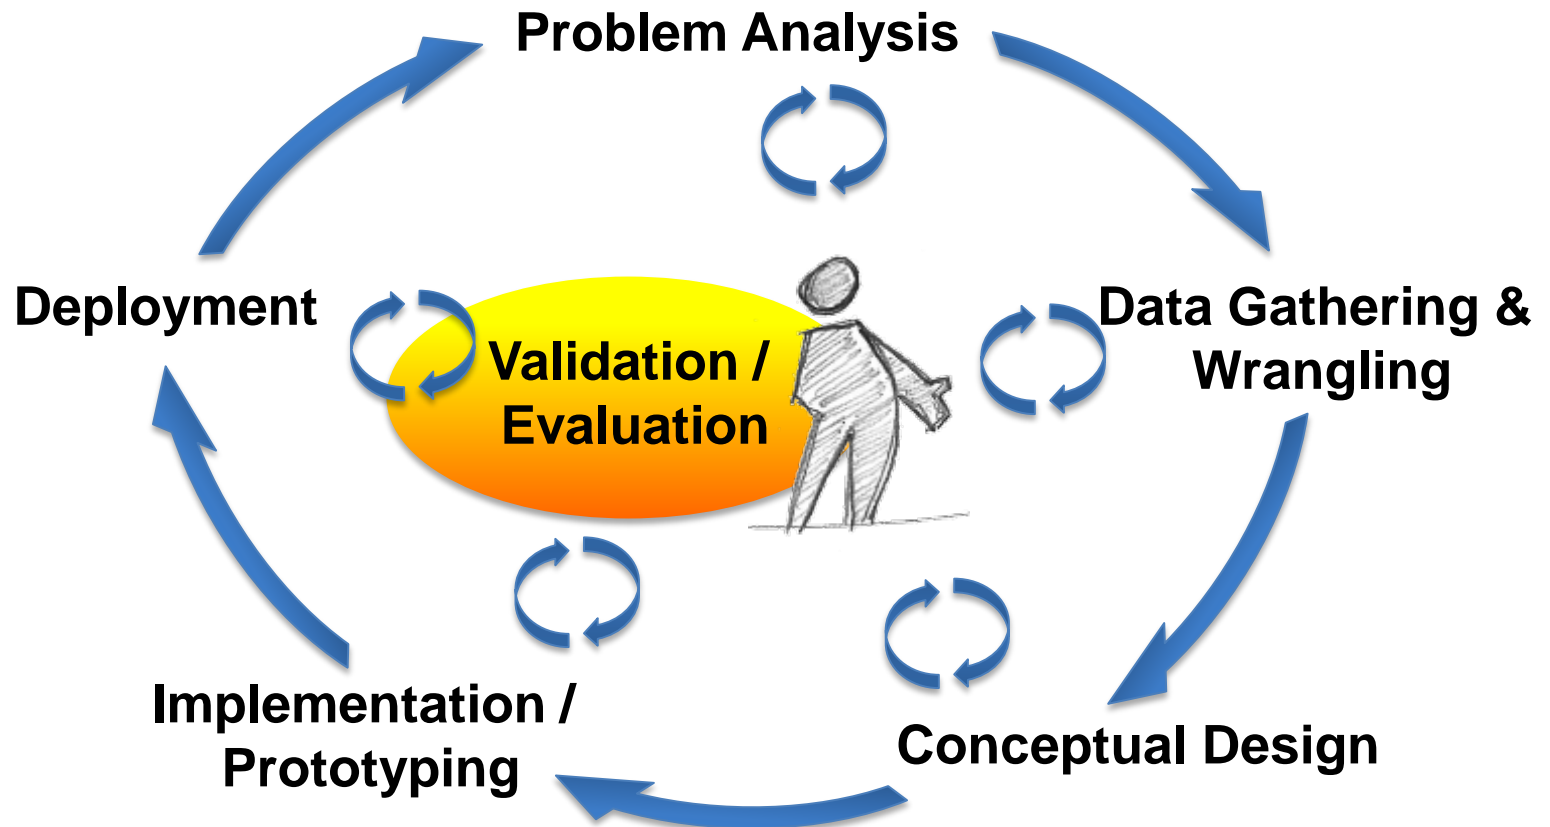 Problem Analysis
Deployment
Data Gathering &
Wrangling
Validation /
Evaluation
Implementation /
Prototyping
Conceptual Design